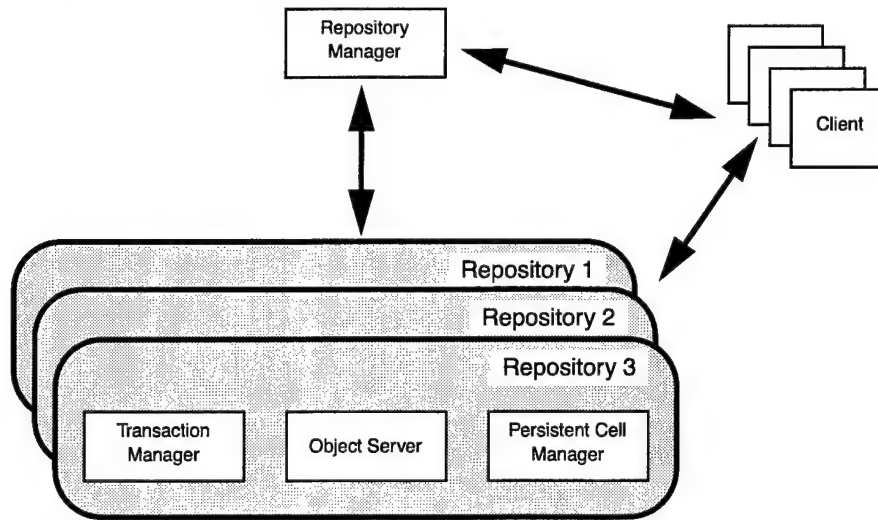 Repository
Manager
Client
Repository 1
Repository 2
Repository 3
Transaction
Manager
Object Server
Persistent Cell
Manager